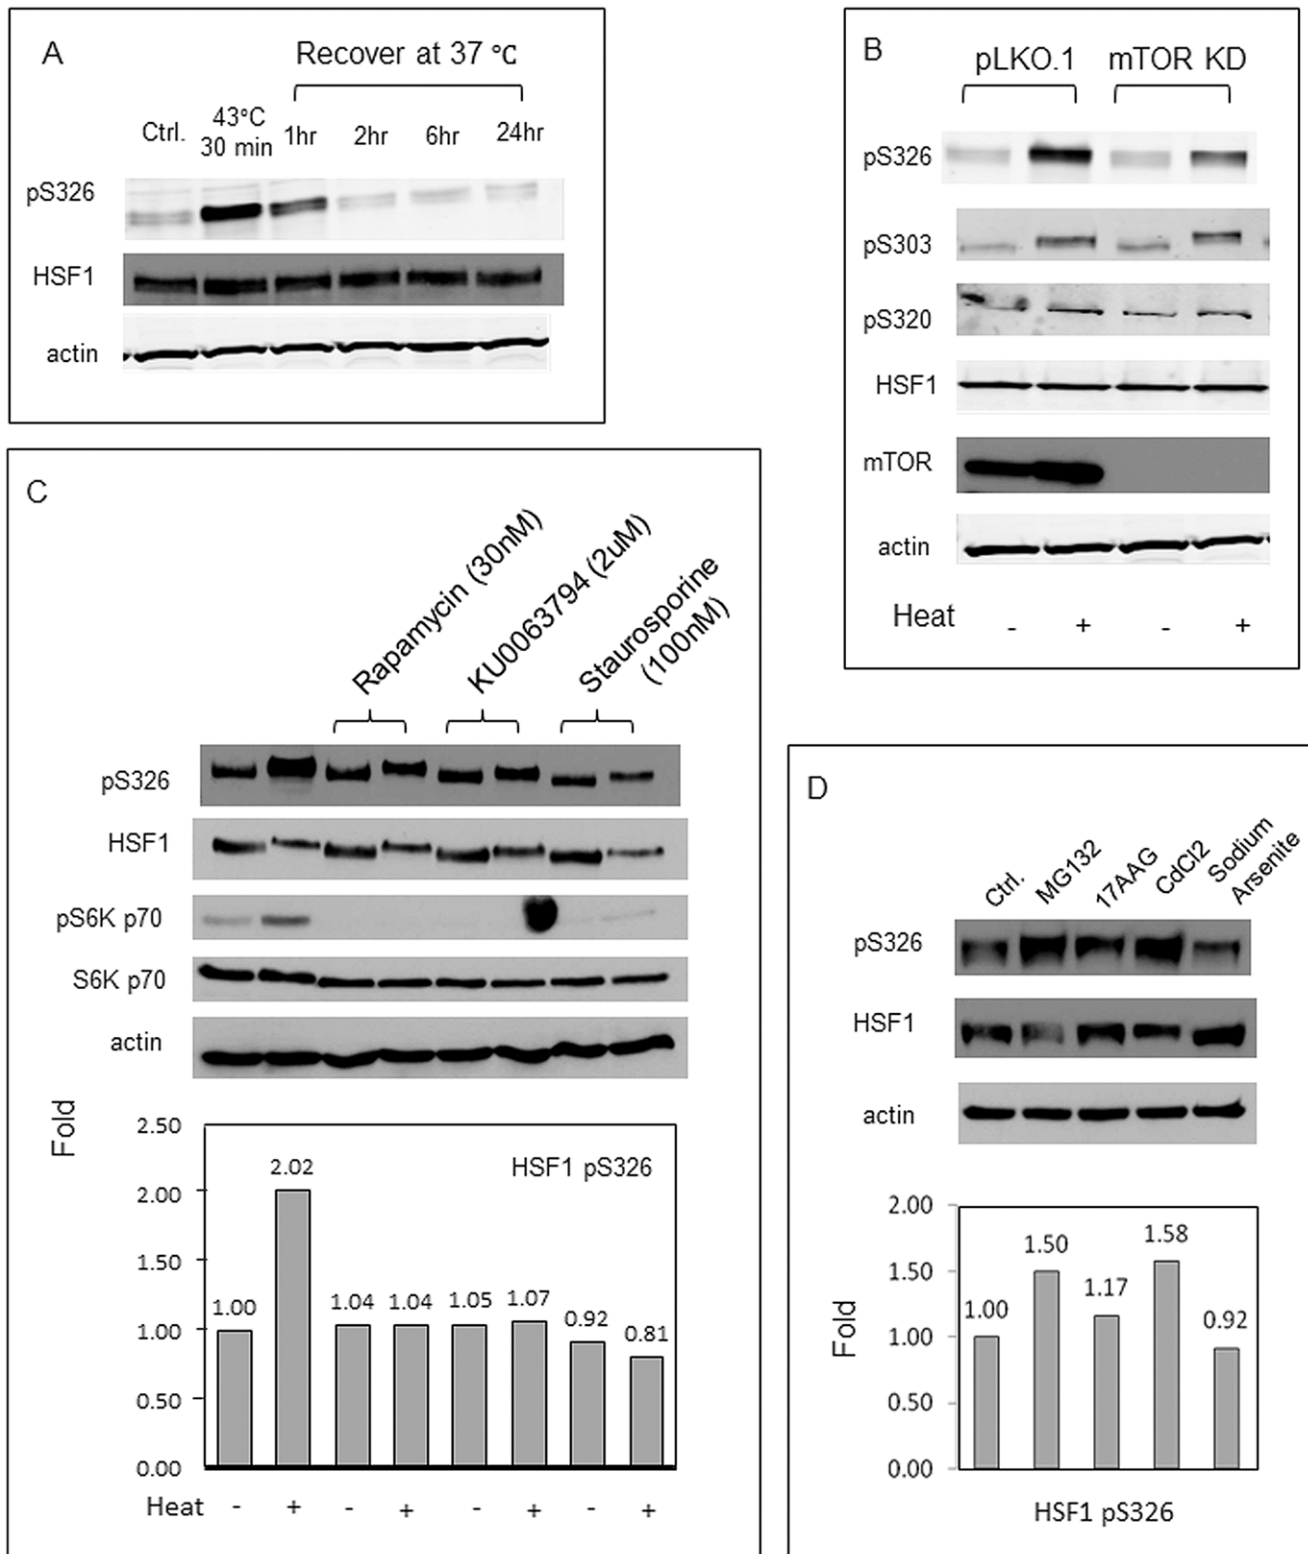 A
Recover at 37 °C
Ctrl.
43°C
30 min
1hr
2hr
6hr
24hr
pS326
HSF1
actin
B
pLKO.1
mTOR KD
pS326
pS303
pS320
HSF1
mTOR
actin
Heat - + - +
C
Rapamycin (30nM)
KU0063794 (2uM)
Staurosporine
(100nM)
pS326
HSF1
pS6K p70
S6K p70
actin
Fold
2.50
2.00
1.50
1.00
0.50
0.00
HSF1 pS326
1.00
2.02
1.04
1.04
1.05
1.07
0.92
0.81
Heat - + - + - + - +
D
Ctrl.
MG132
17AAG
CdCl2
Sodium
Arsenite
pS326
HSF1
actin
Fold
2.00
1.50
1.00
0.50
0.00
1.00
1.50
1.17
1.58
0.92
HSF1 pS326